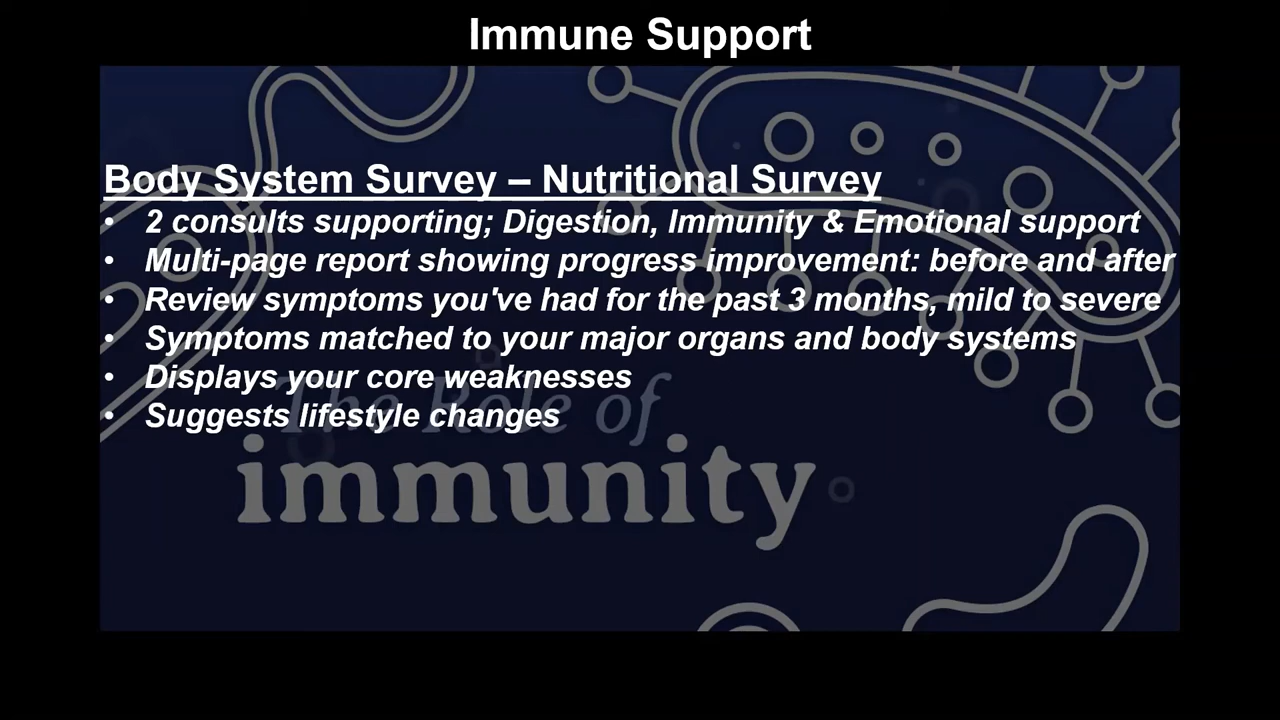 Immune Support
Body System Survey – Nutritional Survey
• 2 consults supporting; Digestion, Immunity & Emotional support
• Multi-page report showing progress improvement: before and after
• Review symptoms you've had for the past 3 months, mild to severe
• Symptoms matched to your major organs and body systems
• Displays your core weaknesses
• Suggests lifestyle changes
The Role of
immunity